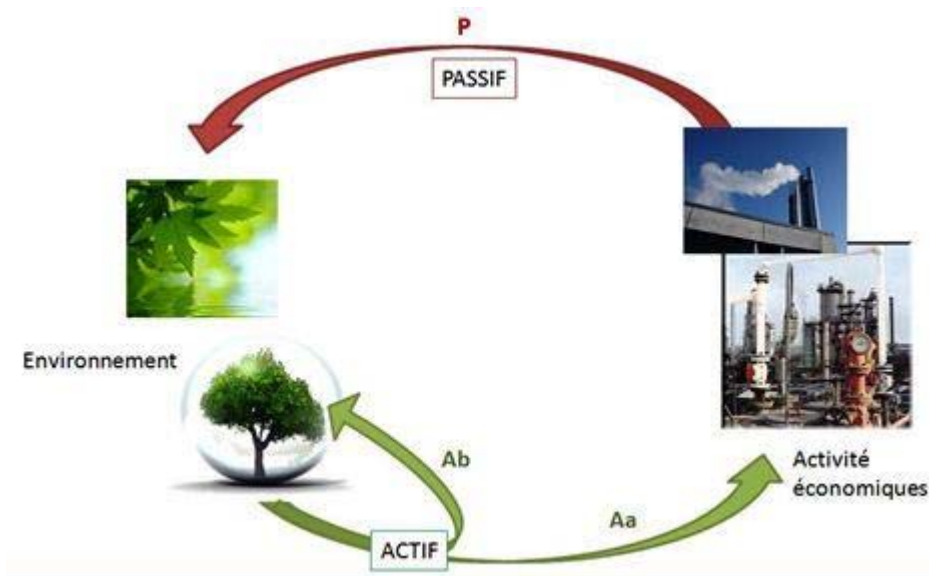 P
PASSIF
Environnement
Ab
Activité
économiques
Aa
ACTIF